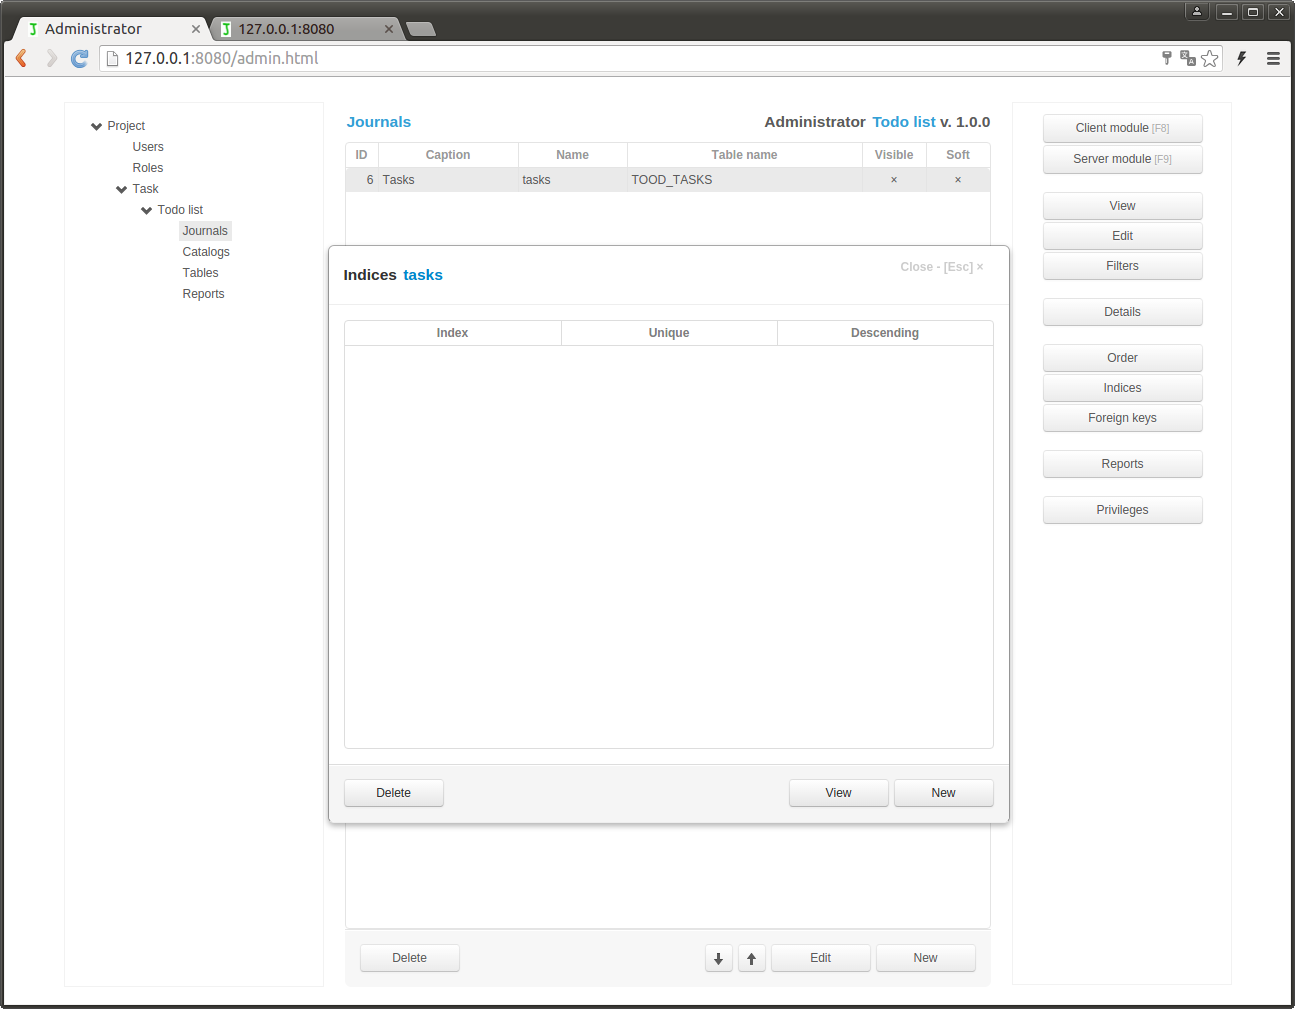 Administrator
127.0.0.1:8080
127.0.0.1:8080/admin.html
Project
Users
Roles
Task
Todo list
Journals
Catalogs
Tables
Reports
Journals
Administrator Todo list v. 1.0.0
ID Caption Name Table name Visible Soft
6 Tasks tasks TOOD_TASKS × ×
Indices tasks
Close - [Esc] ×
Index Unique Descending
Delete View New
Delete Edit New
Client module [F8]
Server module [F9]
View
Edit
Filters
Details
Order
Indices
Foreign keys
Reports
Privileges